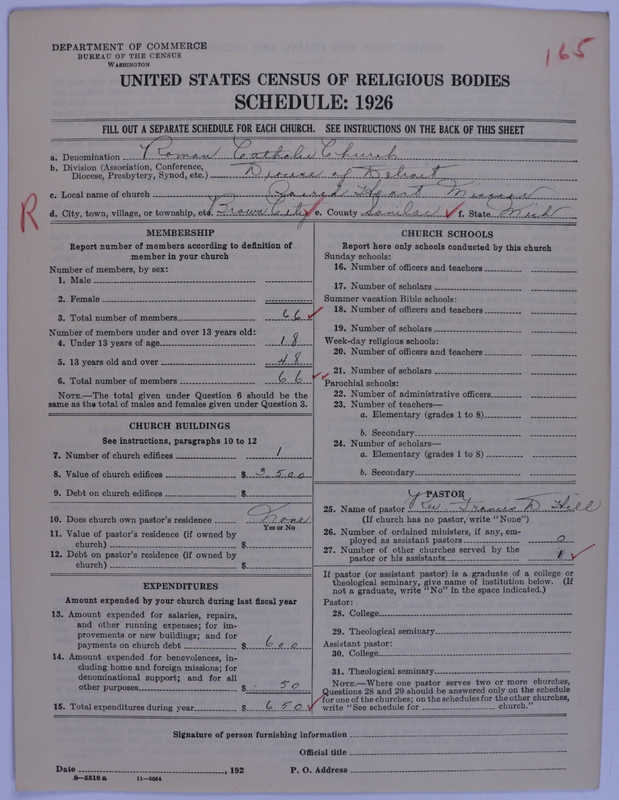 DEPARTMENT OF COMMERCE
BUREAU OF THE CENSUS
WASHINGTON
165
UNITED STATES CENSUS OF RELIGIOUS BODIES
SCHEDULE: 1926
FILL OUT A SEPARATE SCHEDULE FOR EACH CHURCH. SEE INSTRUCTIONS ON THE BACK OF THIS SHEET
a. Denomination Roman Catholic Church
b. Division (Association, Conference,
Diocese, Presbytery, Synod, etc.) Diocese of Detroit
c. Local name of church Sacred Heart Mission
R
d. City, town, village, or township, etc. Brown City e. County Sanilac f. State Mich
MEMBERSHIP
Report number of members according to definition of
member in your church
Number of members, by sex:
1. Male
2. Female
3. Total number of members 66
Number of members under and over 13 years old:
4. Under 13 years of age 18
5. 13 years old and over 48
6. Total number of members 66
NOTE.—The total given under Question 6 should be the
same as the total of males and females given under Question 3.
CHURCH BUILDINGS
See instructions, paragraphs 10 to 12
7. Number of church edifices 1
8. Value of church edifices $ 3500
9. Debt on church edifices $
10. Does church own pastor's residence None
Yes or No
11. Value of pastor's residence (if owned by
church) $
12. Debt on pastor's residence (if owned by
church) $
EXPENDITURES
Amount expended by your church during last fiscal year
13. Amount expended for salaries, repairs,
and other running expenses; for im-
provements or new buildings; and for
payments on church debt $ 600
14. Amount expended for benevolences, in-
cluding home and foreign missions; for
denominational support; and for all
other purposes $ 50
15. Total expenditures during year $ 650
CHURCH SCHOOLS
Report here only schools conducted by this church
Sunday schools:
16. Number of officers and teachers
17. Number of scholars
Summer vacation Bible schools:
18. Number of officers and teachers
19. Number of scholars
Week-day religious schools:
20. Number of officers and teachers
21. Number of scholars
Parochial schools:
22. Number of administrative officers
23. Number of teachers—
a. Elementary (grades 1 to 8)
b. Secondary
24. Number of scholars—
a. Elementary (grades 1 to 8)
b. Secondary
PASTOR
25. Name of pastor Rev Francis D Hill
(If church has no pastor, write "None")
26. Number of ordained ministers, if any, em-
ployed as assistant pastors 0
27. Number of other churches served by the
pastor or his assistants 1
If pastor (or assistant pastor) is a graduate of a college or
theological seminary, give name of institution below. (If
not a graduate, write "No" in the space indicated.)
Pastor:
28. College
29. Theological seminary
Assistant pastor:
30. College
31. Theological seminary
NOTE.—Where one pastor serves two or more churches,
Questions 28 and 29 should be answered only on the schedule
for one of the churches; on the schedules for the other churches,
write "See schedule for church."
Signature of person furnishing information
Official title
Date , 192 P. O. Address
8—5518 a 11—9054